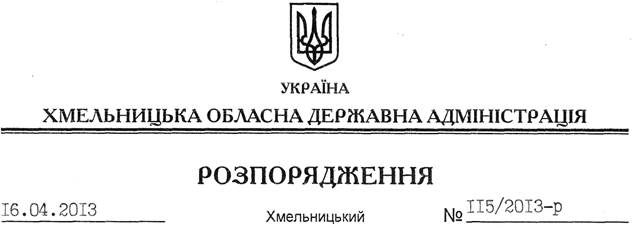 УКРАЇНА
ХМЕЛЬНИЦЬКА ОБЛАСНА ДЕРЖАВНА АДМІНІСТРАЦІЯ
РОЗПОРЯДЖЕННЯ
16.04.2013 Хмельницький № 115/2013-р